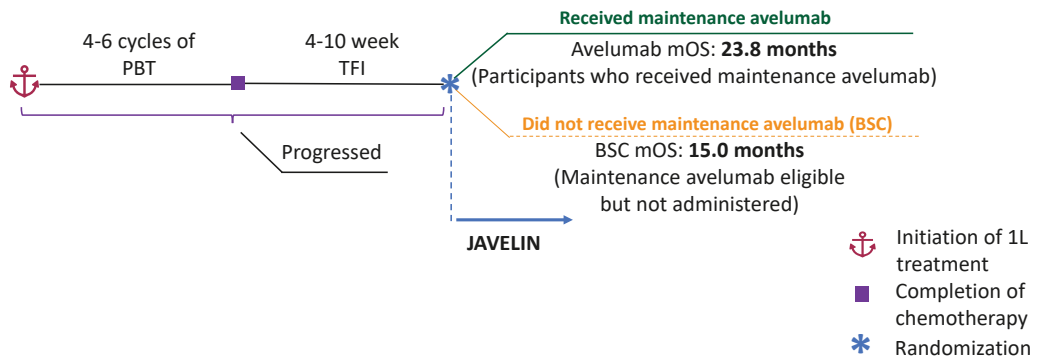 Received maintenance avelumab
4-6 cycles of
PBT
4-10 week
TFI
Avelumab mOS: 23.8 months
(Participants who received maintenance avelumab)
Did not receive maintenance avelumab (BSC)
Progressed
BSC mOS: 15.0 months
(Maintenance avelumab eligible
but not administered)
JAVELIN
Initiation of 1L
treatment
Completion of
chemotherapy
Randomization